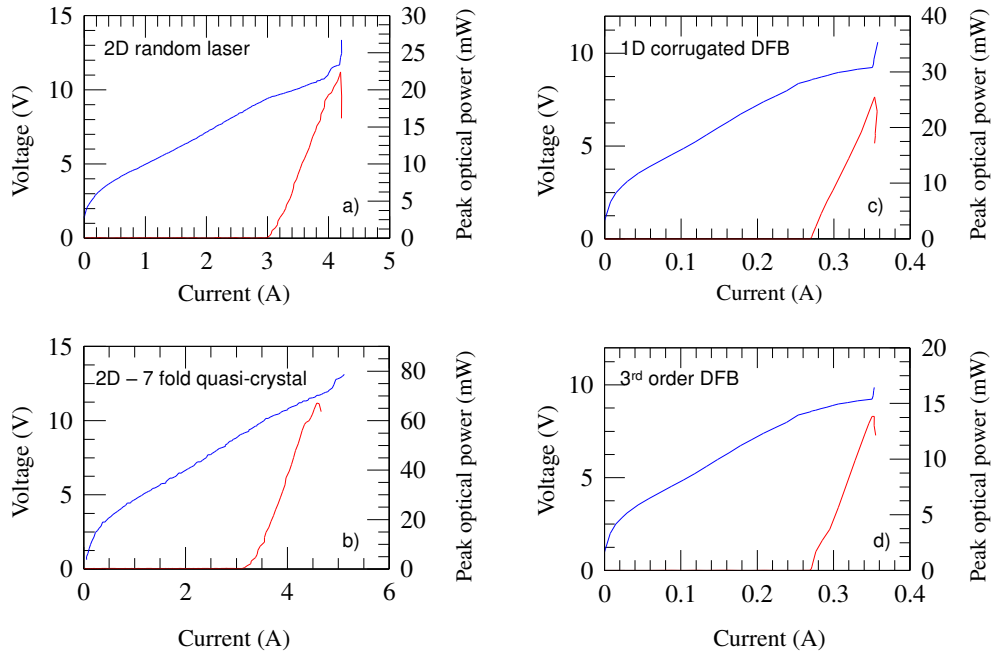 2D random laser
a)
Voltage (V)
15
10
5
0
Peak optical power (mW)
30
25
20
15
10
5
0
0 1 2 3 4 5
Current (A)
1D corrugated DFB
c)
Voltage (V)
10
5
0
Peak optical power (mW)
40
30
20
10
0
0 0.1 0.2 0.3 0.4
Current (A)
2D – 7 fold quasi-crystal
b)
Voltage (V)
15
10
5
0
Peak optical power (mW)
80
60
40
20
0
0 2 4 6
Current (A)
3rd order DFB
d)
Voltage (V)
10
5
0
Peak optical power (mW)
20
15
10
5
0
0 0.1 0.2 0.3 0.4
Current (A)